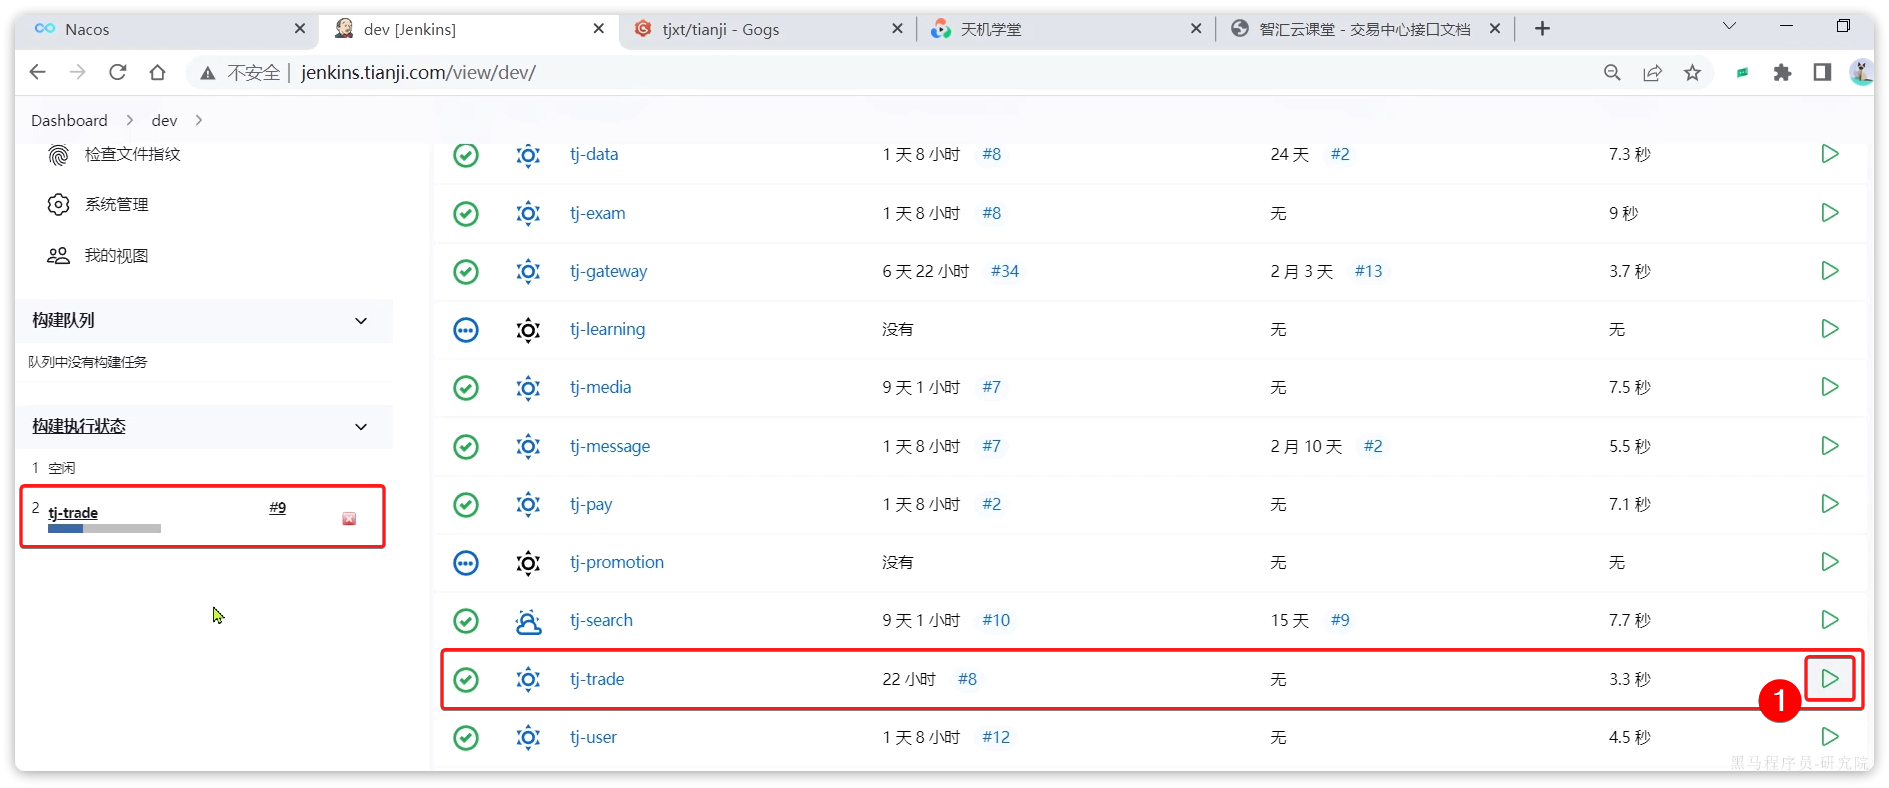 Nacos
dev [Jenkins]
tjxt/tianji - Gogs
天机学堂
智汇云课堂 - 交易中心接口文档
不安全 | jenkins.tianji.com/view/dev/
Dashboard > dev >
检查文件指纹
系统管理
我的视图
构建队列
队列中没有构建任务
构建执行状态
1 空闲
2 tj-trade #9
tj-data 1 天 8 小时 #8 24 天 #2 7.3 秒
tj-exam 1 天 8 小时 #8 无 9 秒
tj-gateway 6 天 22 小时 #34 2 月 3 天 #13 3.7 秒
tj-learning 没有 无 无
tj-media 9 天 1 小时 #7 无 7.5 秒
tj-message 1 天 8 小时 #7 2 月 10 天 #2 5.5 秒
tj-pay 1 天 8 小时 #2 无 7.1 秒
tj-promotion 没有 无 无
tj-search 9 天 1 小时 #10 15 天 #9 7.7 秒
tj-trade 22 小时 #8 无 3.3 秒
1
tj-user 1 天 8 小时 #12 无 4.5 秒
黑马程序员-研究院